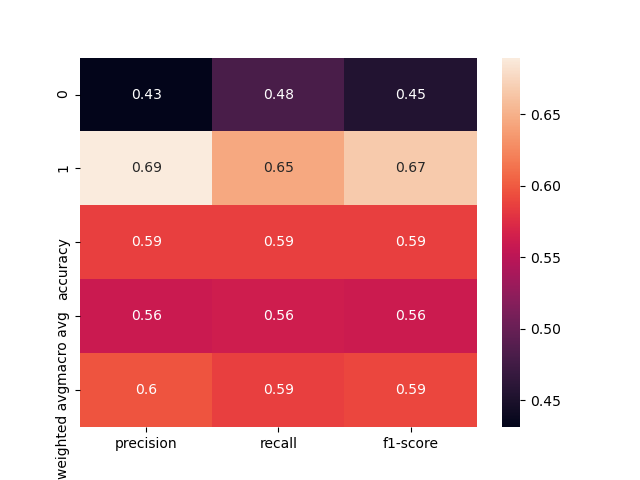 0 0.43 0.48 0.45
1 0.69 0.65 0.67
accuracy 0.59 0.59 0.59
macro avg 0.56 0.56 0.56
weighted avg 0.6 0.59 0.59
precision recall f1-score
0.65
0.60
0.55
0.50
0.45